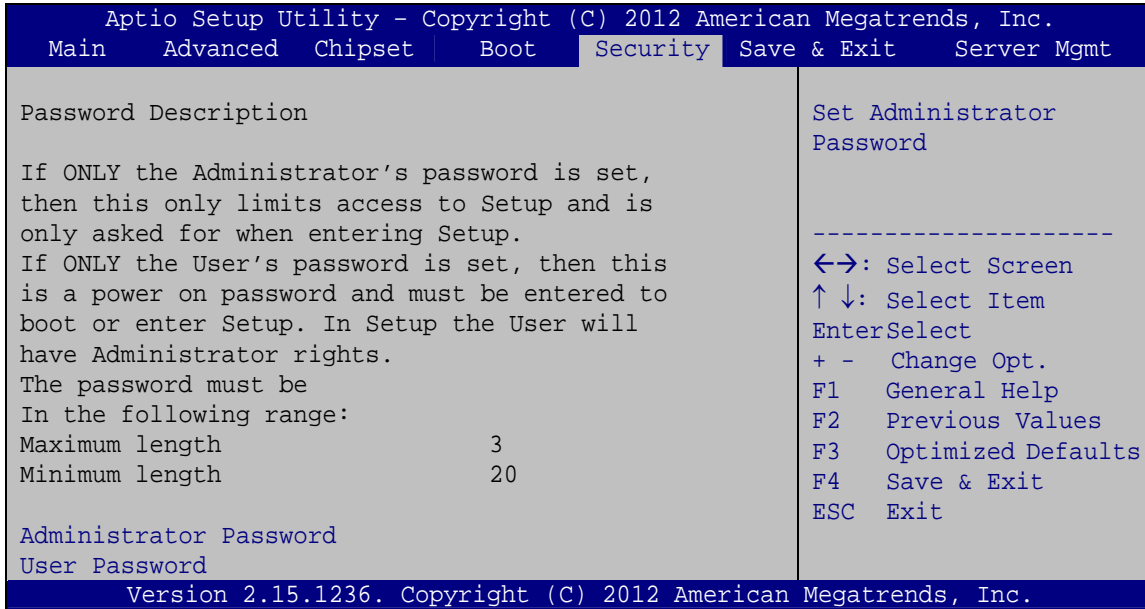 Aptio Setup Utility – Copyright (C) 2012 American Megatrends, Inc.
Main Advanced Chipset Boot Security Save & Exit Server Mgmt
Password Description
If ONLY the Administrator’s password is set,
then this only limits access to Setup and is
only asked for when entering Setup.
If ONLY the User’s password is set, then this
is a power on password and must be entered to
boot or enter Setup. In Setup the User will
have Administrator rights.
The password must be
In the following range:
Maximum length 3
Minimum length 20
Administrator Password
User Password
Set Administrator
Password
---------------------
←→: Select Screen
↑ ↓: Select Item
EnterSelect
+ - Change Opt.
F1 General Help
F2 Previous Values
F3 Optimized Defaults
F4 Save & Exit
ESC Exit
Version 2.15.1236. Copyright (C) 2012 American Megatrends, Inc.